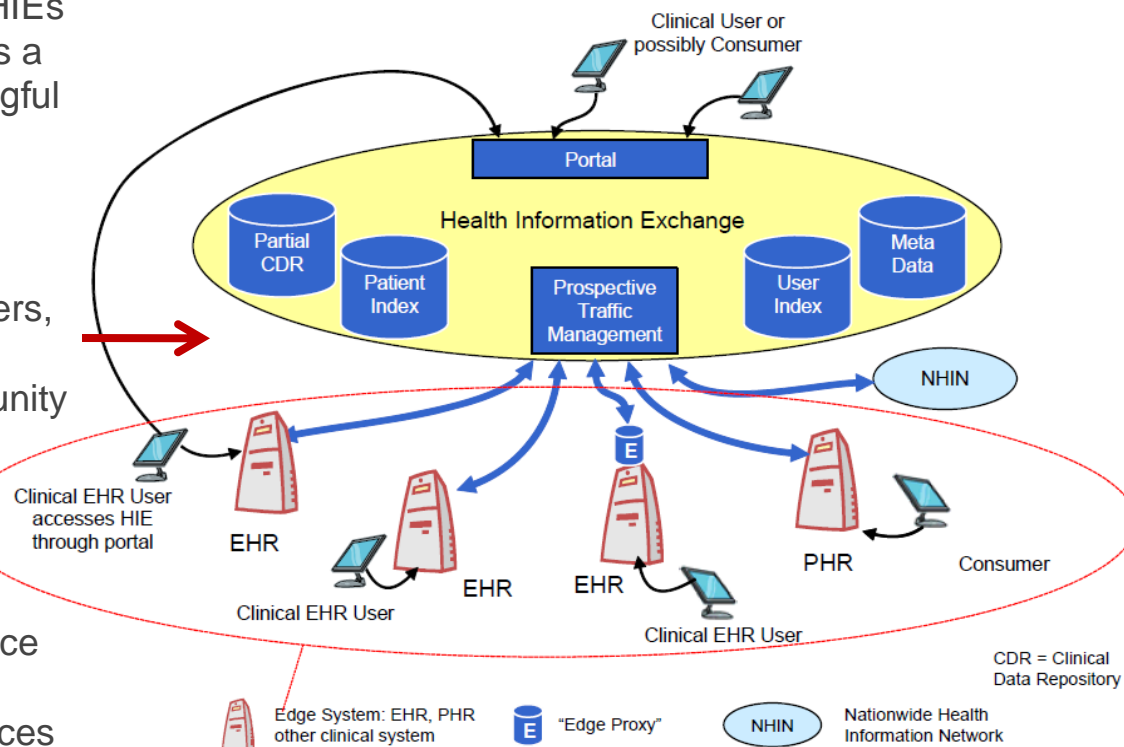 HIEs
s a
gful
ers,
unity
ce
ces
Clinical User or
possibly Consumer
Portal
Health Information Exchange
Partial
CDR
Patient
Index
Prospective
Traffic
Management
User
Index
Meta
Data
NHIN
E
Clinical EHR User
accesses HIE
through portal
EHR
Clinical EHR User
EHR
EHR
Clinical EHR User
PHR
Consumer
CDR = Clinical
Data Repository
Edge System: EHR, PHR
other clinical system
E
"Edge Proxy"
NHIN
Nationwide Health
Information Network